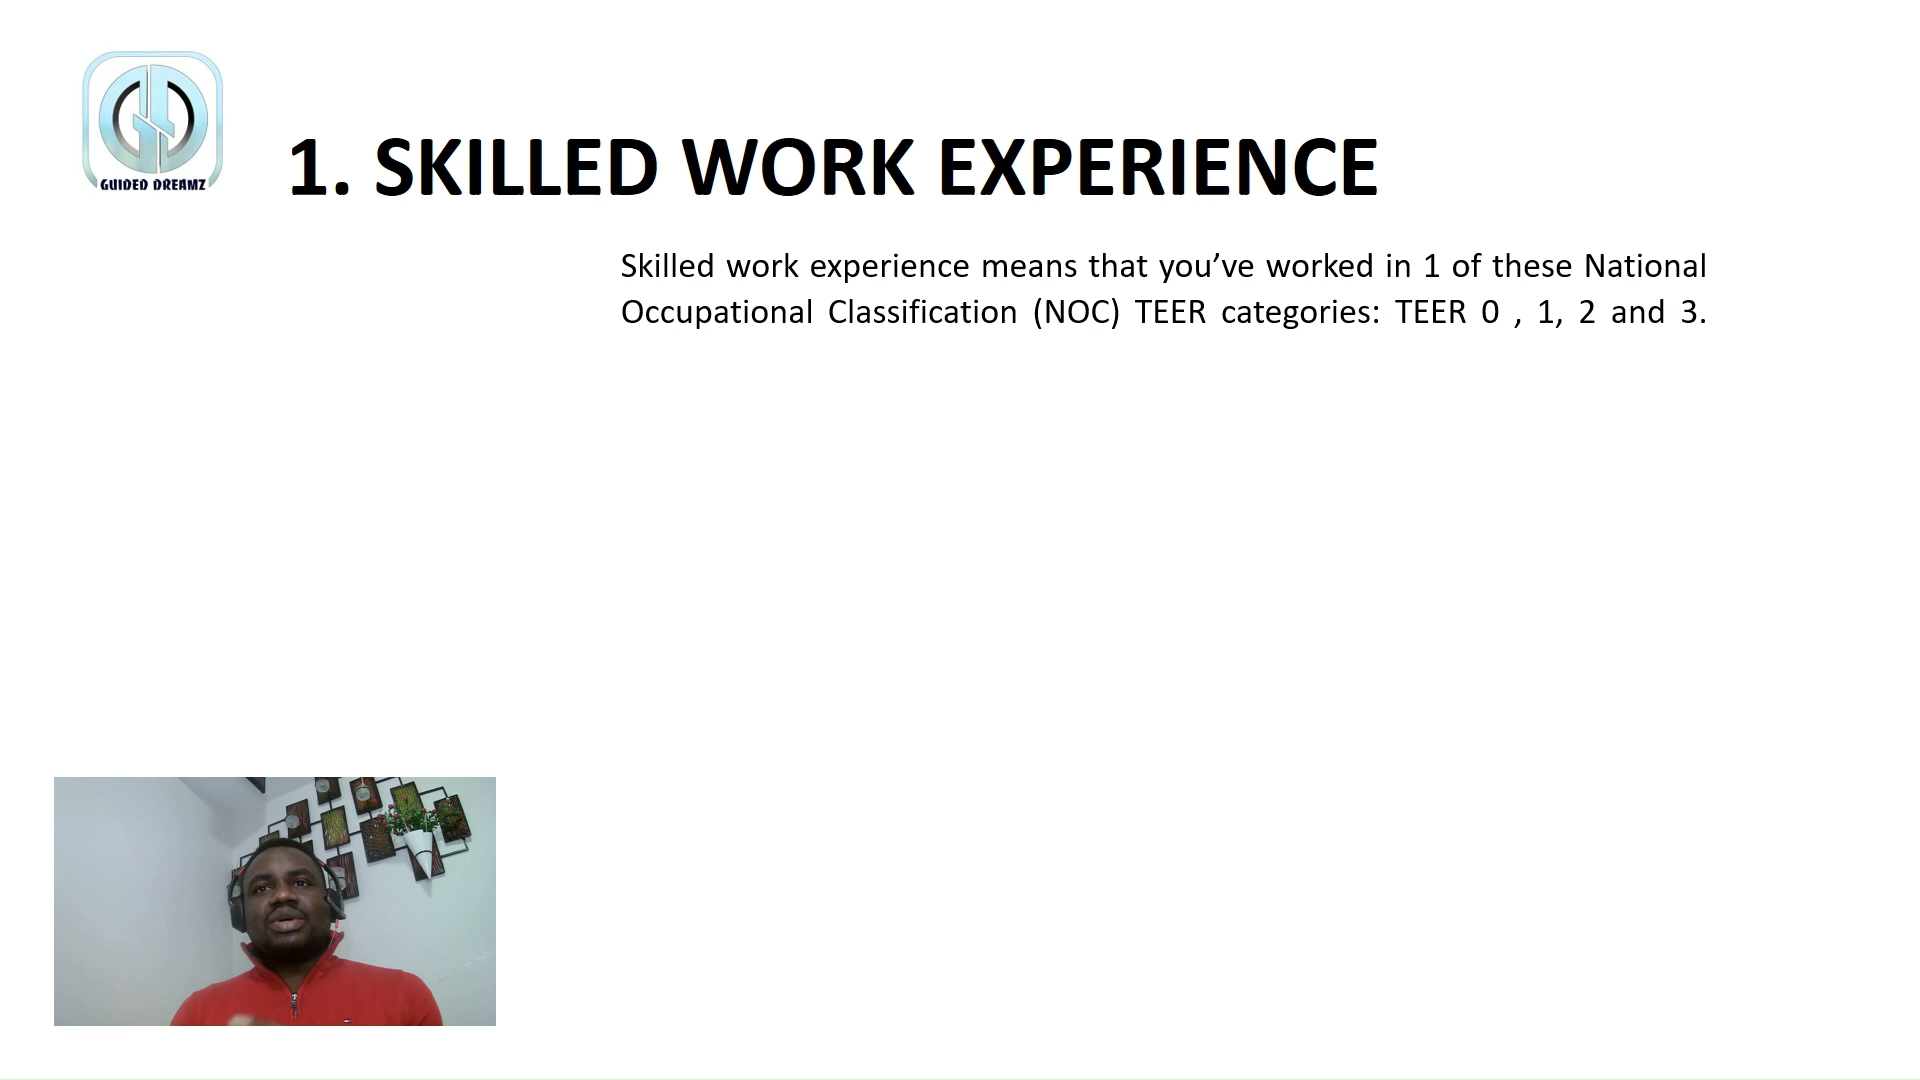 GUIDED DREAMZ
1. SKILLED WORK EXPERIENCE
Skilled work experience means that you’ve worked in 1 of these National
Occupational Classification (NOC) TEER categories: TEER 0 , 1, 2 and 3.